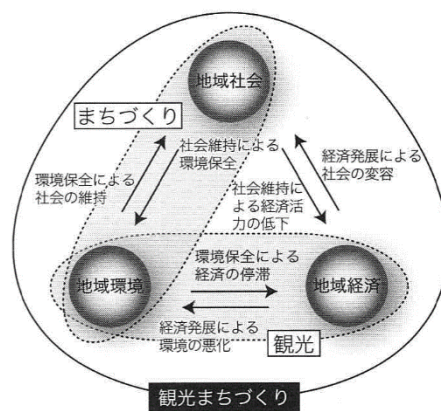 地域社会
まちづくり
社会維持による
環境保全
経済発展による
社会の変容
環境保全による
社会の維持
社会維持
による経済活
力の低下
環境保全による
経済の停滞
地域環境
地域経済
経済発展による
環境の悪化
観光
観光まちづくり